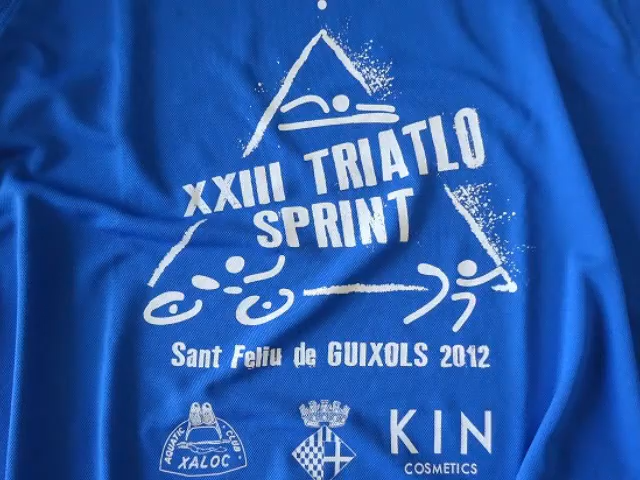 XXIII TRIATLO
SPRINT
Sant Feliu de GUIXOLS 2012
AQUATIC CLUB
XALOC
KIN
COSMETICS